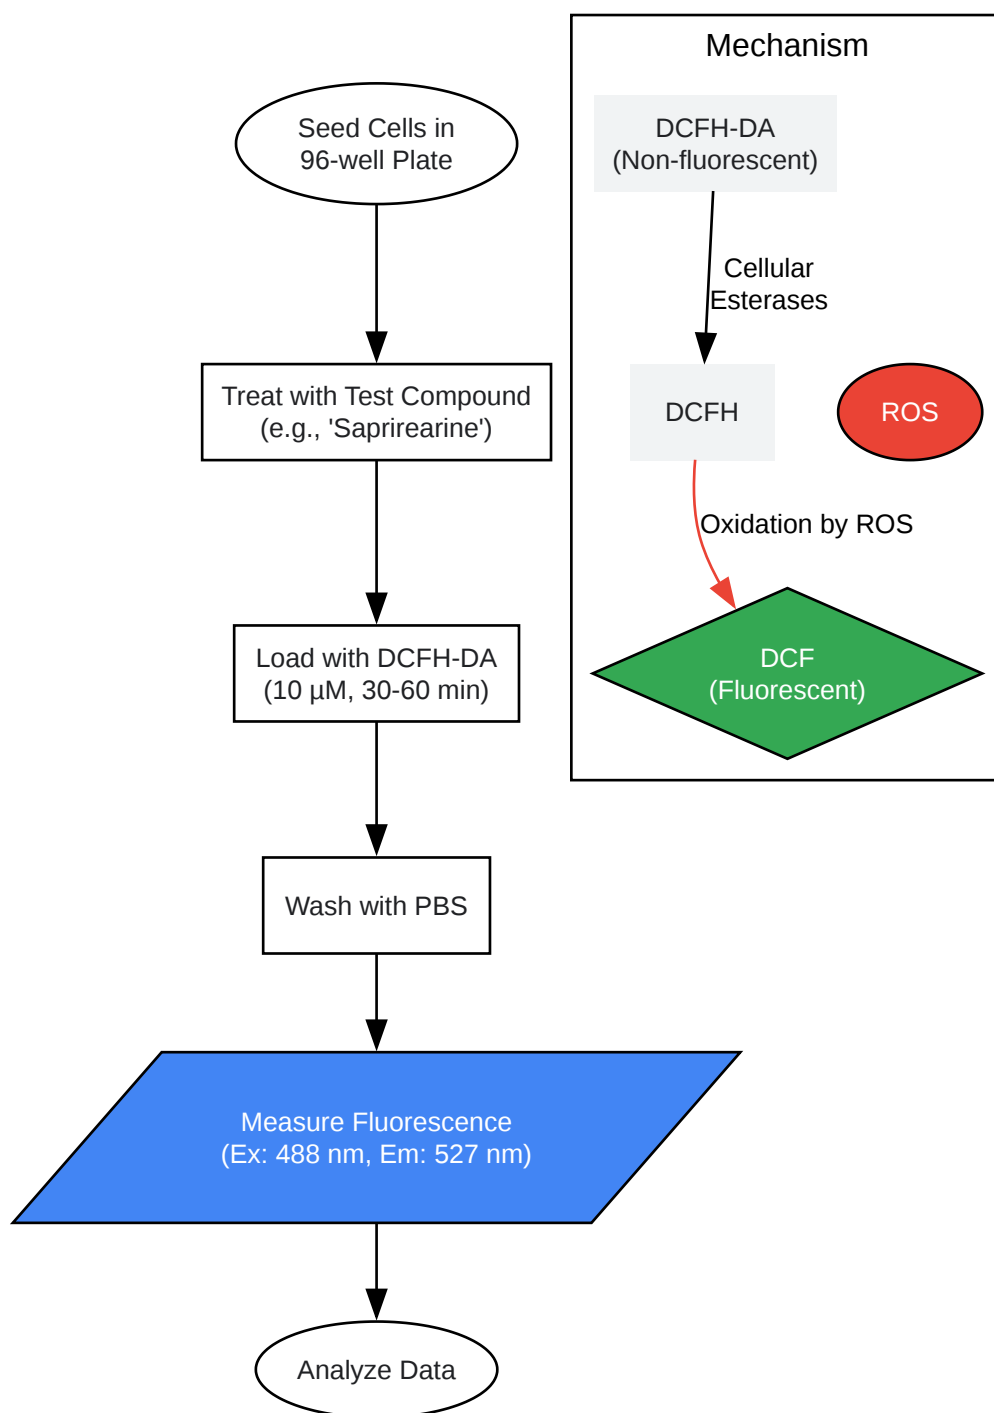 Seed Cells in
96-well Plate
Treat with Test Compound
(e.g., 'Saprirearine')
Load with DCFH-DA
(10 µM, 30-60 min)
Wash with PBS
Measure Fluorescence
(Ex: 488 nm, Em: 527 nm)
Analyze Data
Mechanism
DCFH-DA
(Non-fluorescent)
Cellular
Esterases
DCFH
ROS
Oxidation by ROS
DCF
(Fluorescent)